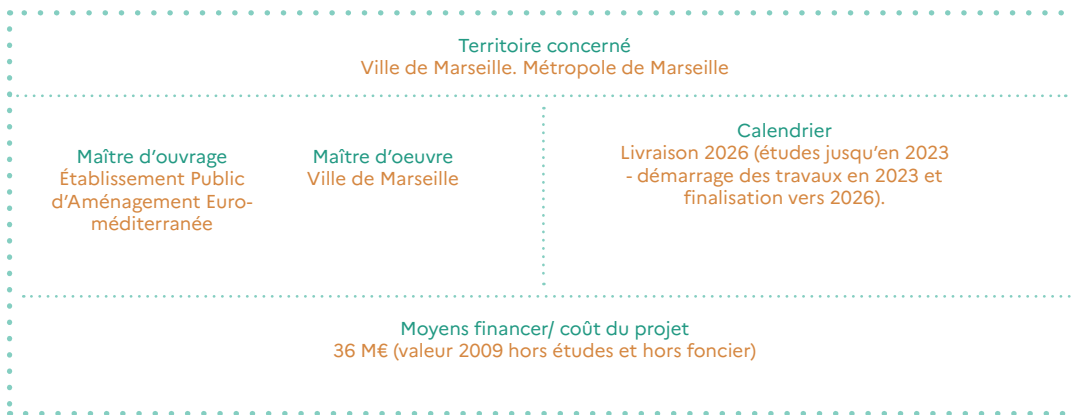 Territoire concerné
Ville de Marseille. Métropole de Marseille
Maître d'ouvrage
Établissement Public
d'Aménagement Euro-
méditerranée
Maître d'oeuvre
Ville de Marseille
Calendrier
Livraison 2026 (études jusqu'en 2023
- démarrage des travaux en 2023 et
finalisation vers 2026).
Moyens financer/ coût du projet
36 M€ (valeur 2009 hors études et hors foncier)